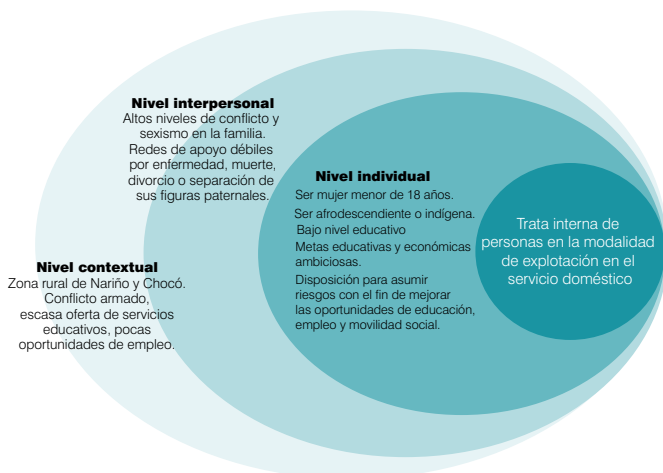 Nivel interpersonal
Altos niveles de conflicto y
sexismo en la familia.
Redes de apoyo débiles
por enfermedad, muerte,
divorcio o separación de
sus figuras paternales.
Nivel individual
Ser mujer menor de 18 años.
Ser afrodescendiente o indígena.
Bajo nivel educativo
Metas educativas y económicas
ambiciosas.
Disposición para asumir
riesgos con el fin de mejorar
las oportunidades de educación,
empleo y movilidad social.
Trata interna de
personas en la modalidad
de explotación en el
servicio doméstico
Nivel contextual
Zona rural de Nariño y Chocó.
Conflicto armado,
escasa oferta de servicios
educativos, pocas
oportunidades de empleo.